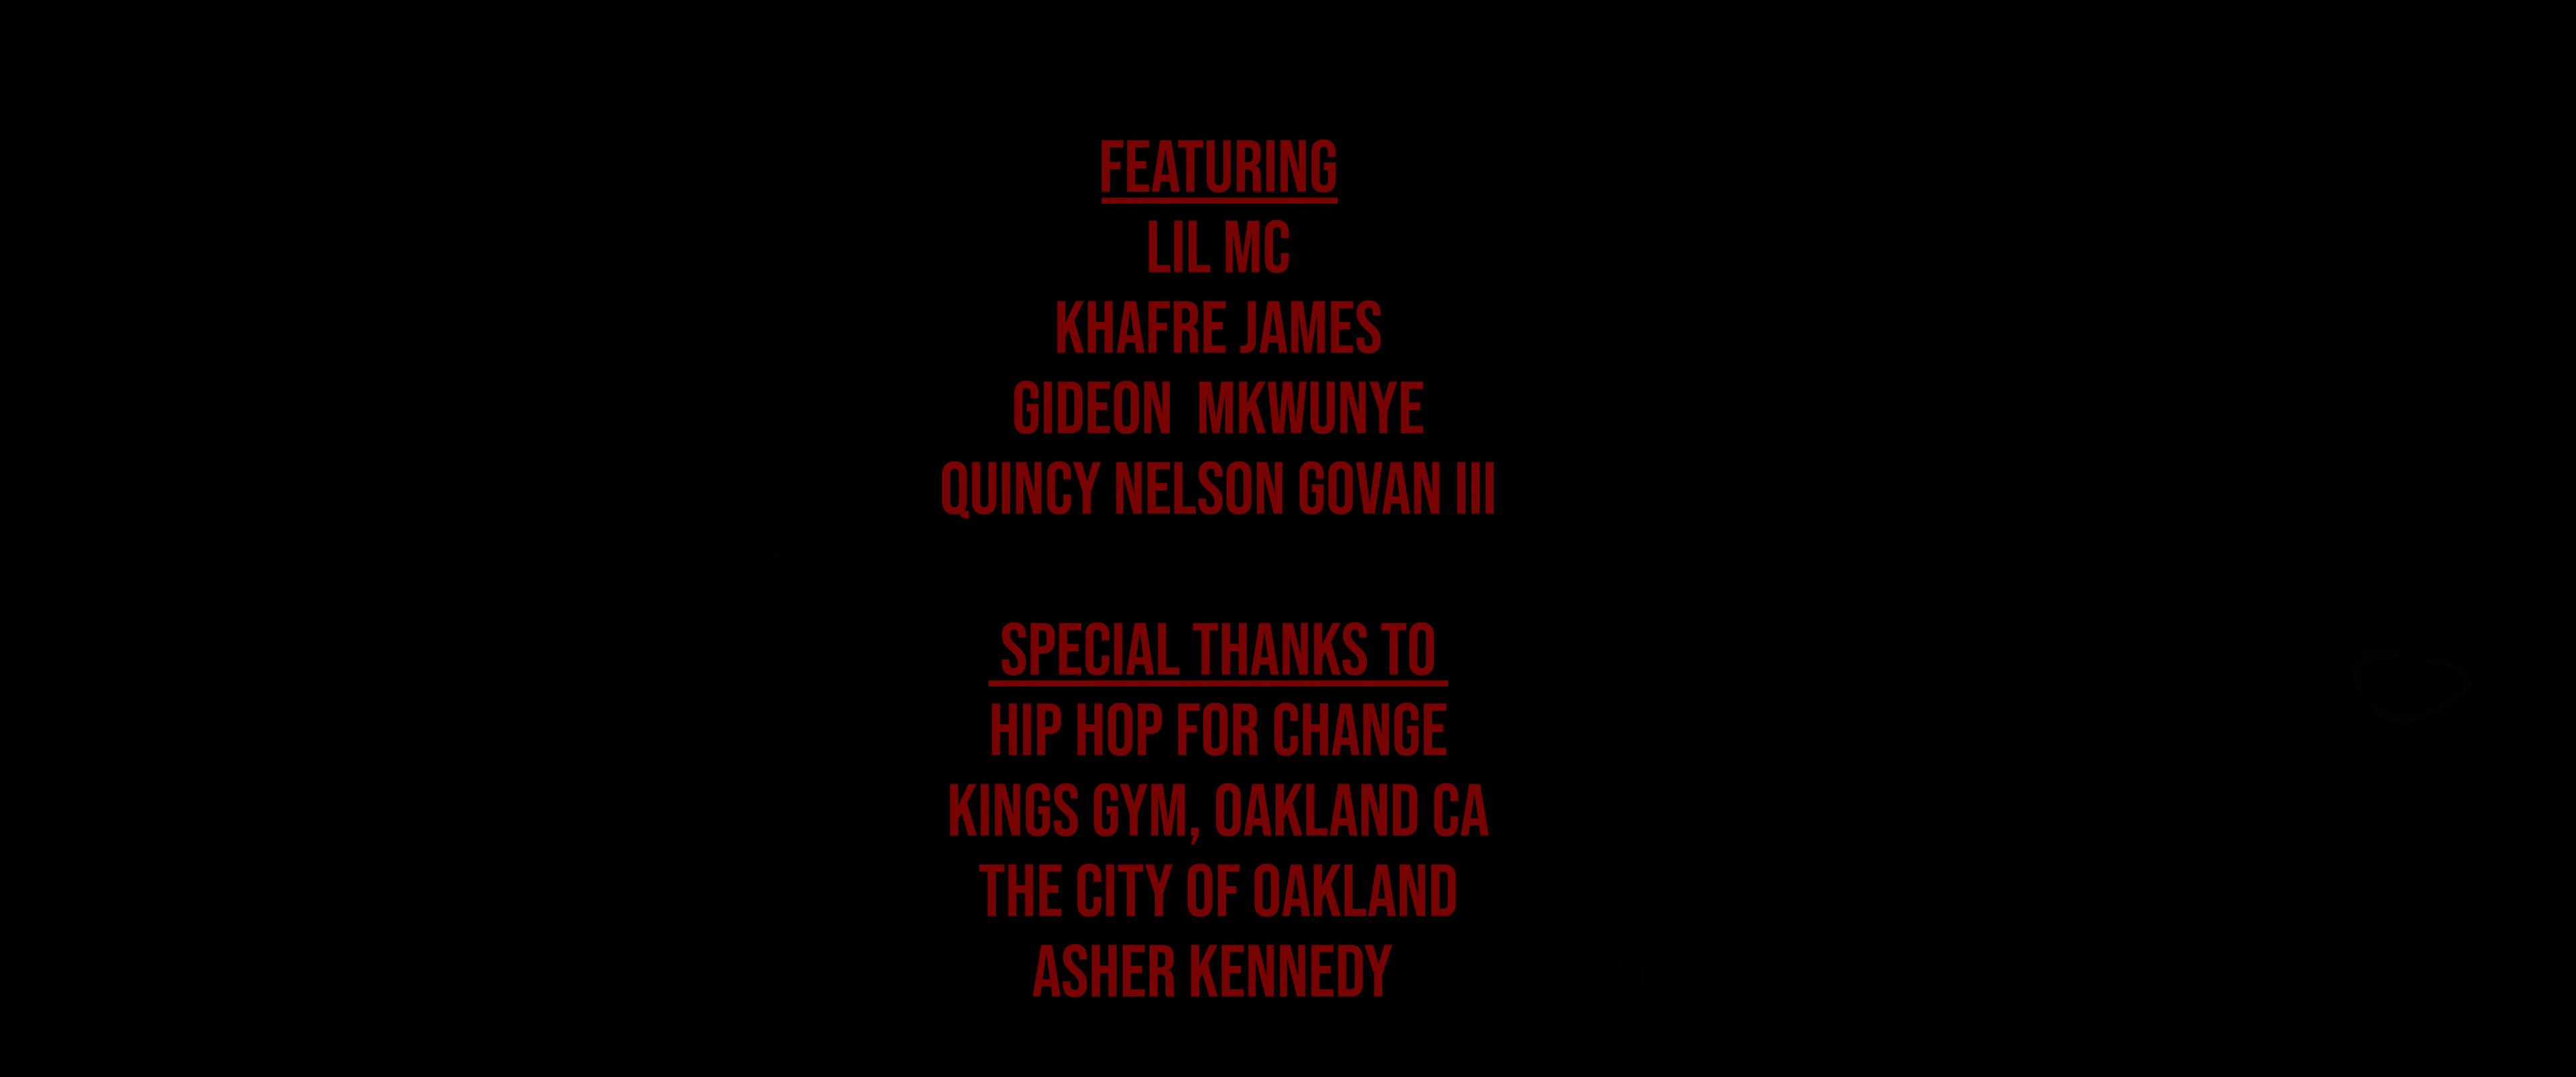 FEATURING
LIL MC
KHAFRE JAMES
GIDEON  MKWUNYE
QUINCY NELSON GOVAN III
SPECIAL THANKS TO
HIP HOP FOR CHANGE
KINGS GYM, OAKLAND CA
THE CITY OF OAKLAND
ASHER KENNEDY